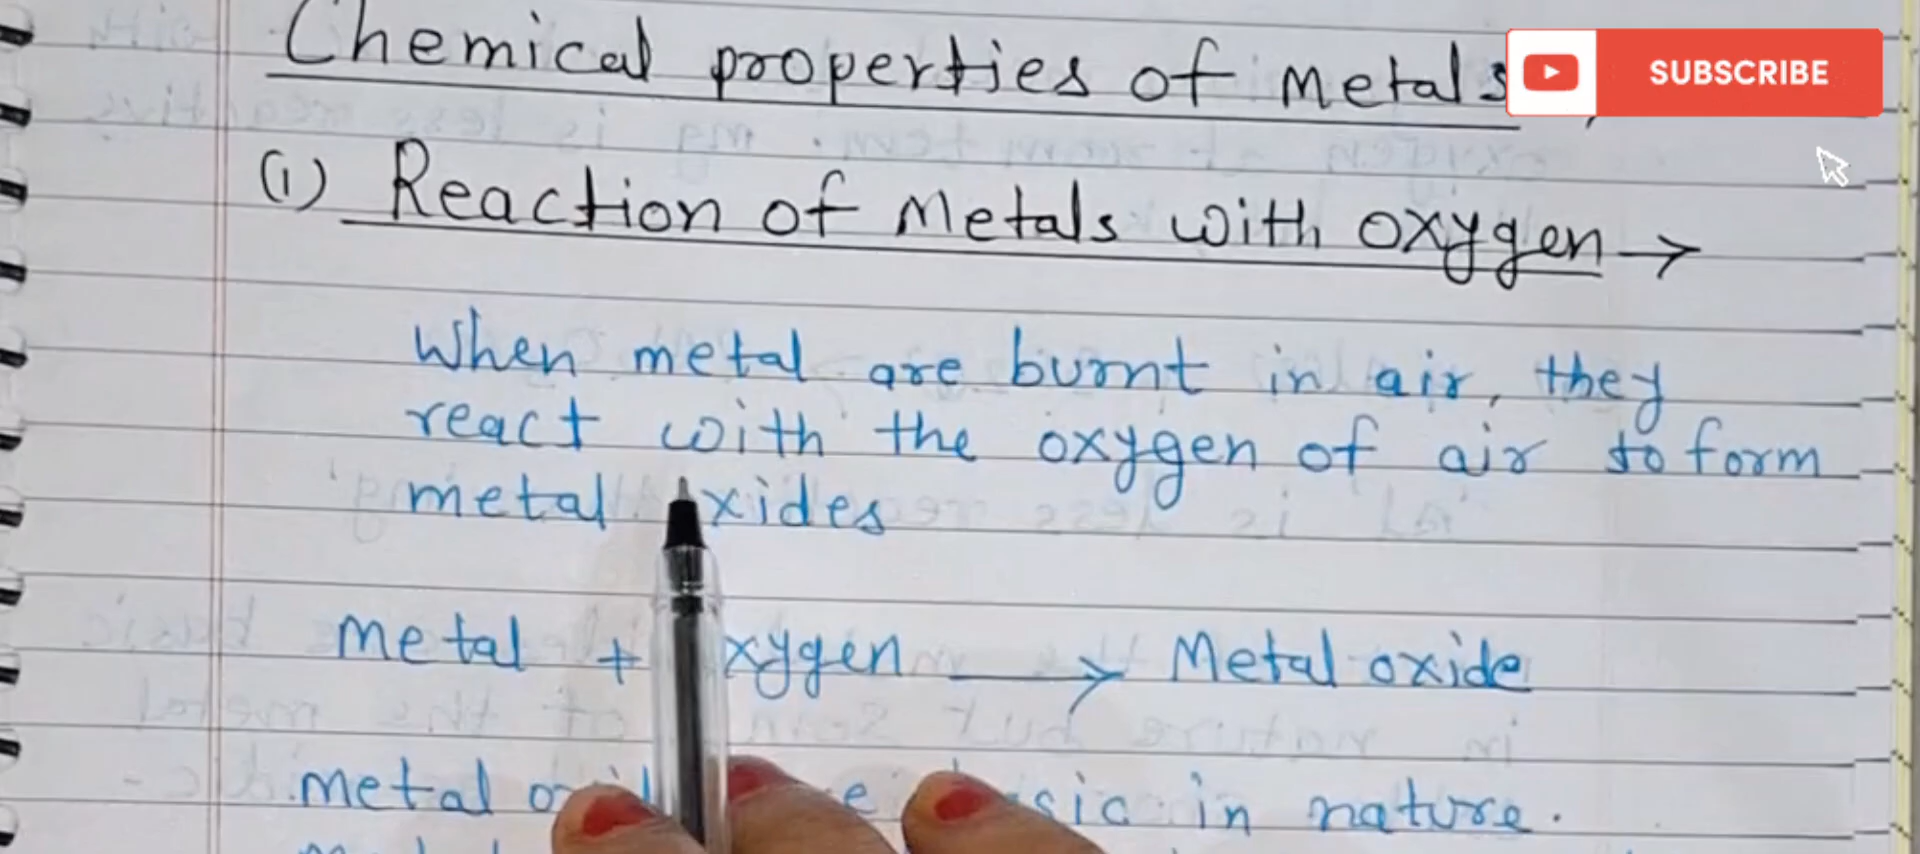 Chemical properties of metals
SUBSCRIBE
(1) Reaction of Metals with oxygen →
When metal are burnt in air, they
react with the oxygen of air to form
metal xides
metal + xygen → Metal oxide
metal in nature.